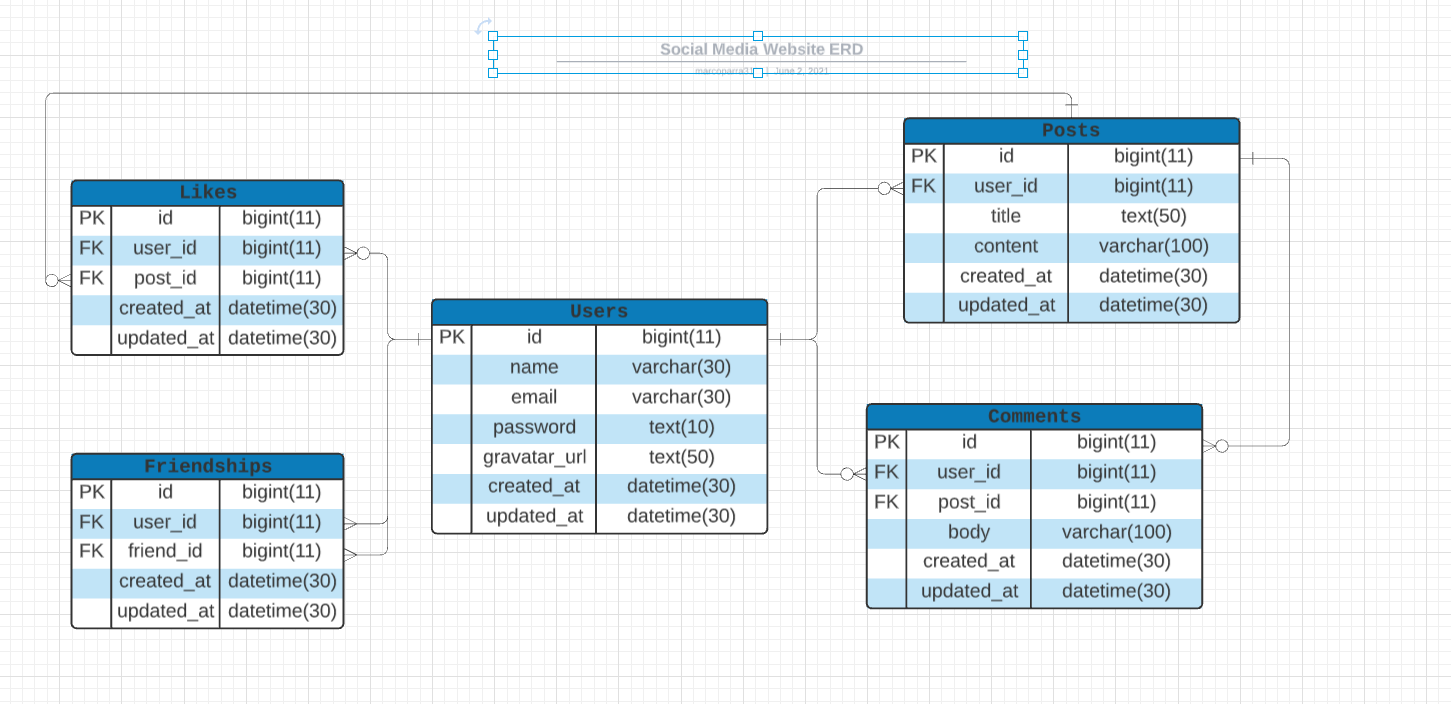 Social Media Website ERD
| June 2, 2021
Posts
PK id bigint(11)
FK user_id bigint(11)
title text(50)
content varchar(100)
created_at datetime(30)
updated_at datetime(30)
Likes
PK id bigint(11)
FK user_id bigint(11)
FK post_id bigint(11)
created_at datetime(30)
updated_at datetime(30)
Users
PK id bigint(11)
name varchar(30)
email varchar(30)
password text(10)
gravatar_url text(50)
created_at datetime(30)
updated_at datetime(30)
Comments
PK id bigint(11)
FK user_id bigint(11)
FK post_id bigint(11)
body varchar(100)
created_at datetime(30)
updated_at datetime(30)
Friendships
PK id bigint(11)
FK user_id bigint(11)
FK friend_id bigint(11)
created_at datetime(30)
updated_at datetime(30)